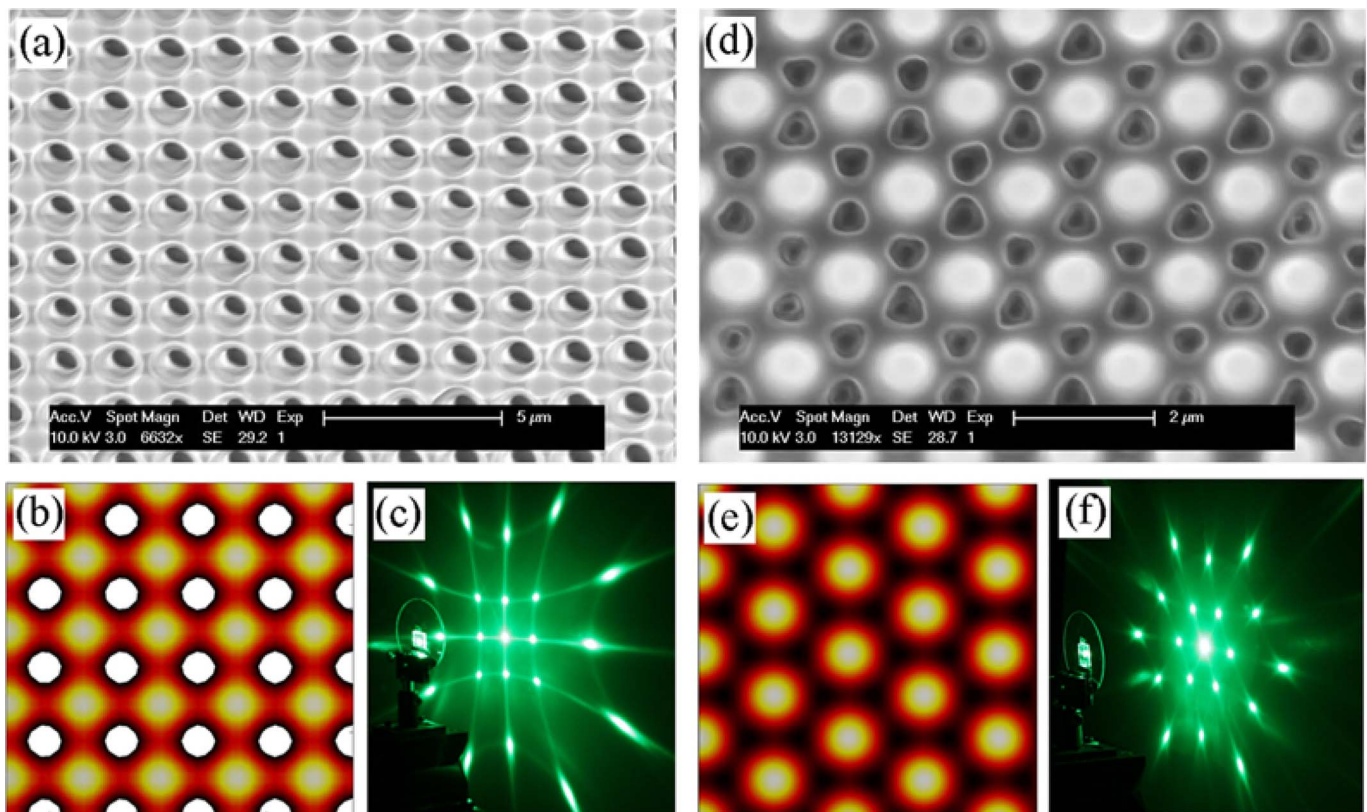 (a)
Acc.V Spot Magn Det WD Exp
10.0 kV 3.0 6632x SE 29.2 1
5 µm
(d)
Acc.V Spot Magn Det WD Exp
10.0 kV 3.0 13129x SE 28.7 1
2 µm
(b)
(c)
(e)
(f)